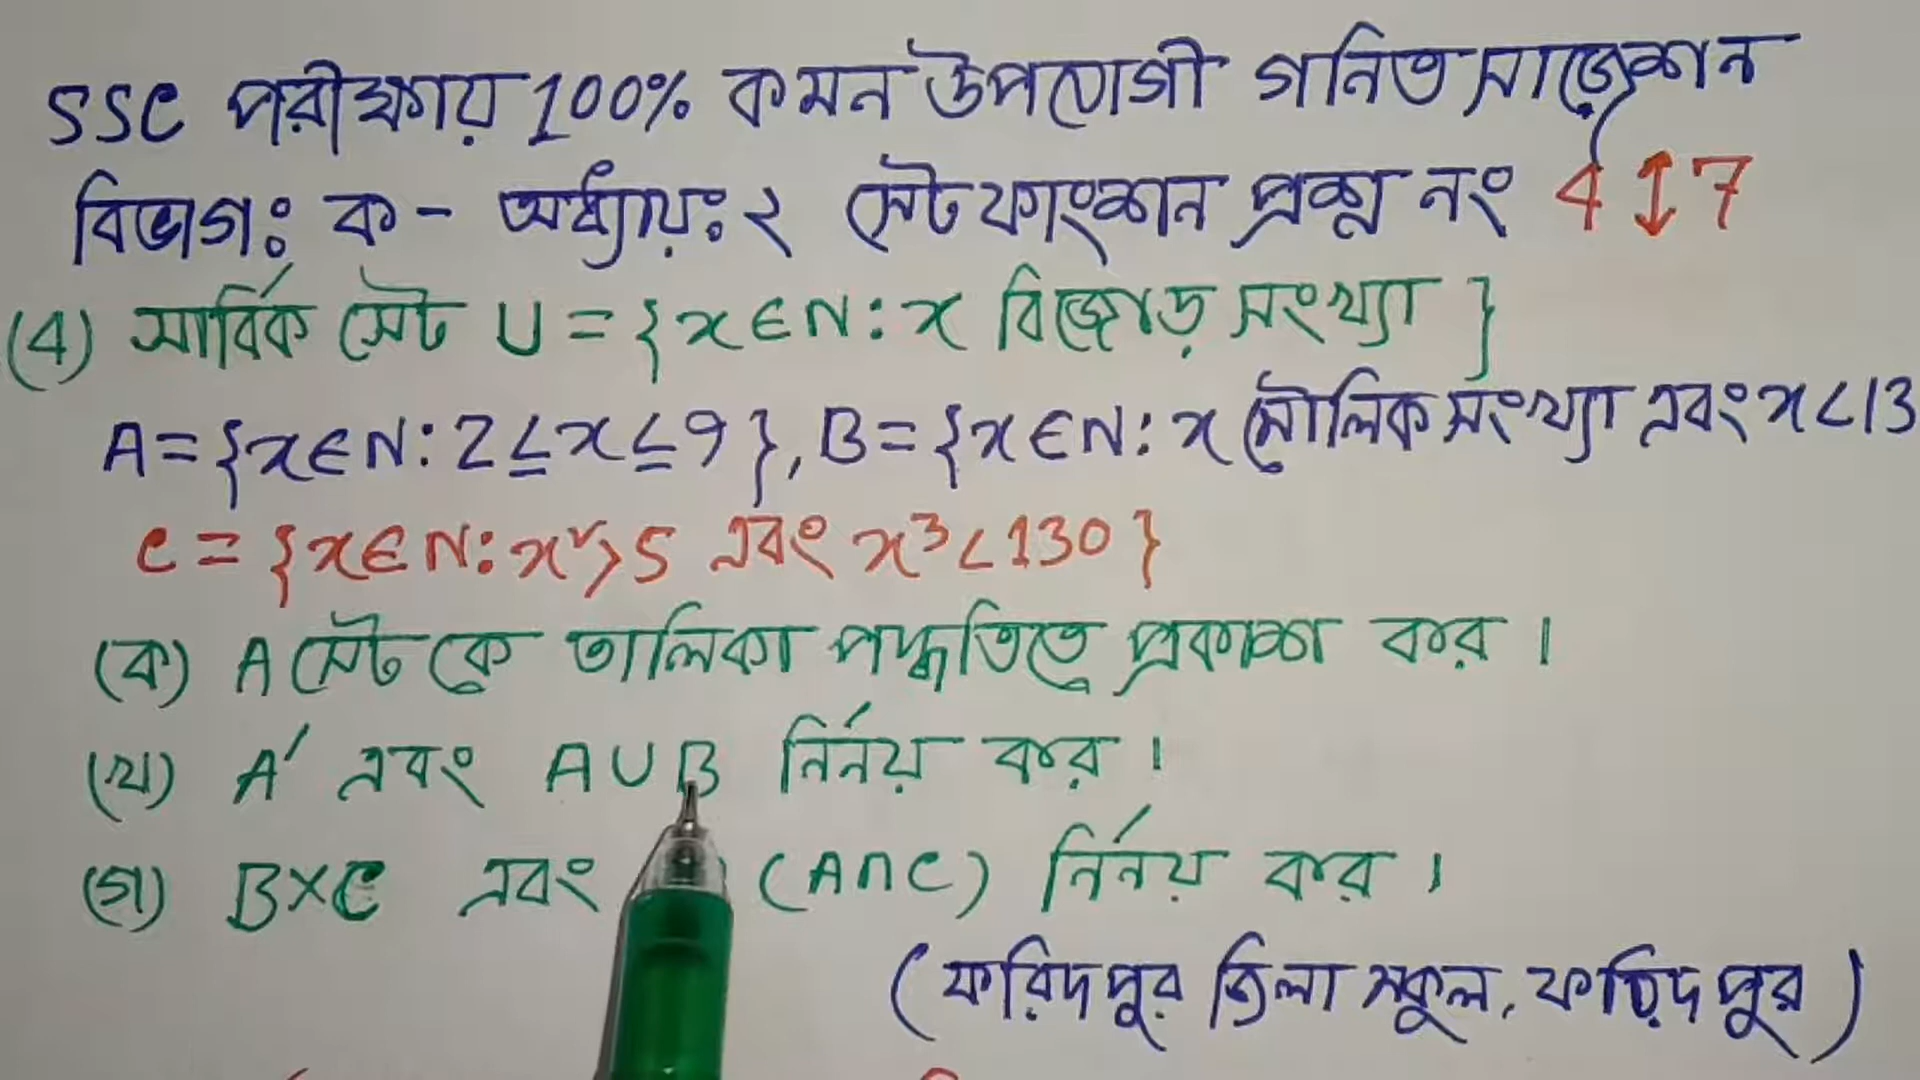 SSC পরীক্ষায় 100% কমন উপযোগী গনিত সাজেশান
বিভাগঃ ক - অধ্যায়ঃ ২ সেট ফাংশান প্রশ্ন নং 4 ↕ 7
(4) সার্বিক সেট U = {x∈N : x বিজোড় সংখ্যা }
A = {x∈N : 2 ≤ x ≤ 9 }, B = {x∈N : x মৌলিক সংখ্যা এবং x < 13
C = {x∈N : x² > 5 এবং x³ < 130 }
(ক) A সেট কে তালিকা পদ্ধতিতে প্রকাশ কর ।
(খ) A′ এবং A∪B নির্নয় কর ।
(গ) B×C এবং (A∩C) নির্নয় কর ।
(ফরিদপুর জিলা স্কুল, ফরিদপুর)